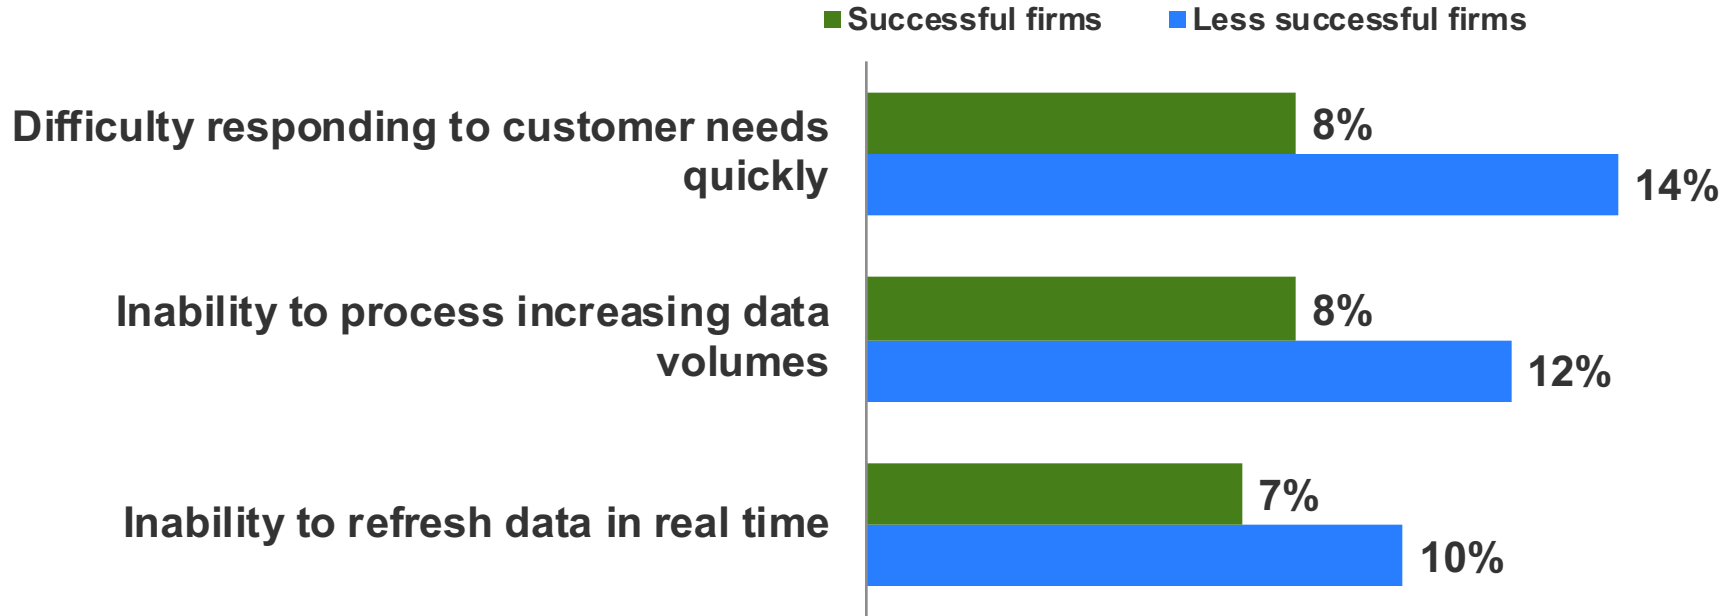 Successful firms Less successful firms
Difficulty responding to customer needs
quickly
8%
14%
Inability to process increasing data
volumes
8%
12%
Inability to refresh data in real time
7%
10%